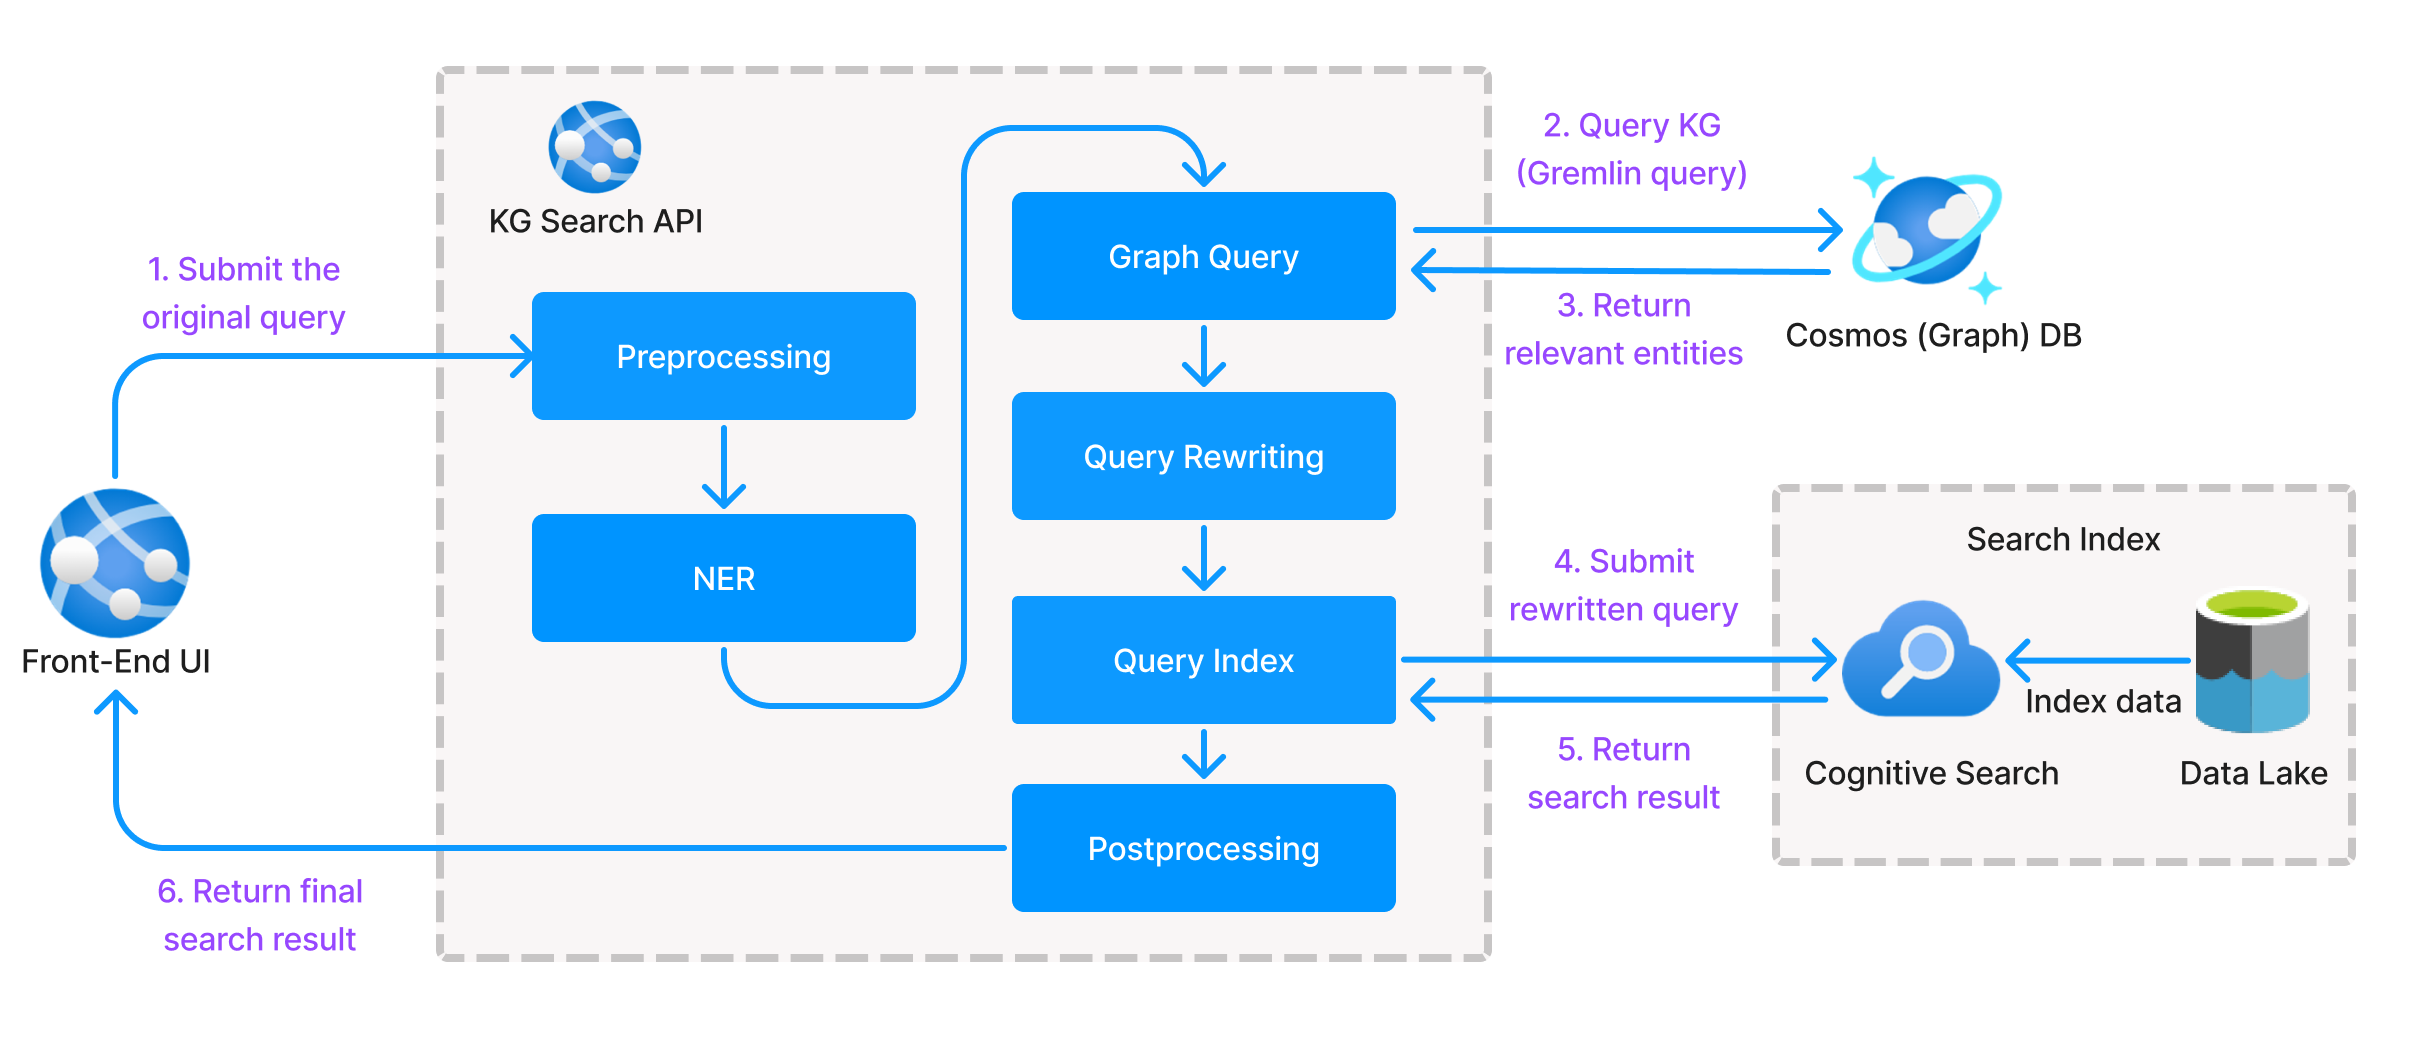 KG Search API
1. Submit the
original query
Preprocessing
NER
Front-End UI
Graph Query
Query Rewriting
Query Index
Postprocessing
2. Query KG
(Gremlin query)
3. Return
relevant entities
Cosmos (Graph) DB
4. Submit
rewritten query
5. Return
search result
Search Index
Index data
Cognitive Search
Data Lake
6. Return final
search result